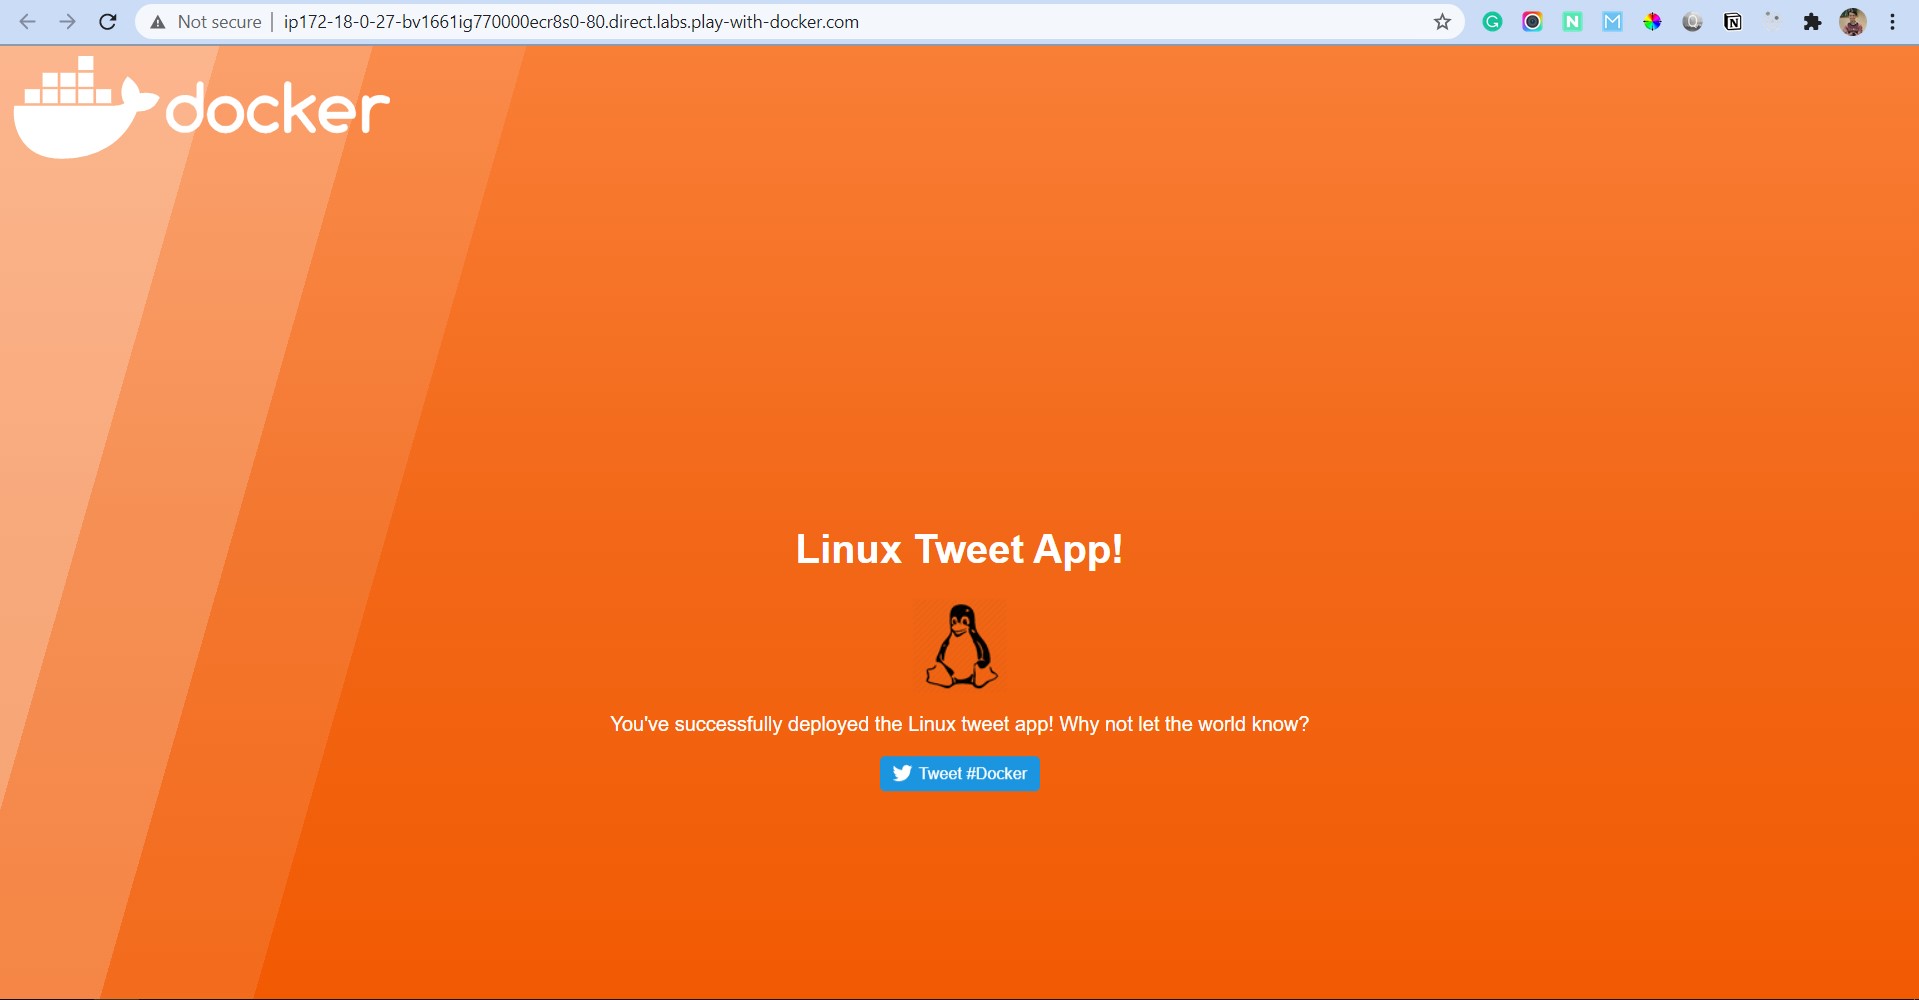 Not secure | ip172-18-0-27-bv1661ig770000ecr8s0-80.direct.labs.play-with-docker.com
docker
Linux Tweet App!
You've successfully deployed the Linux tweet app! Why not let the world know?
Tweet #Docker